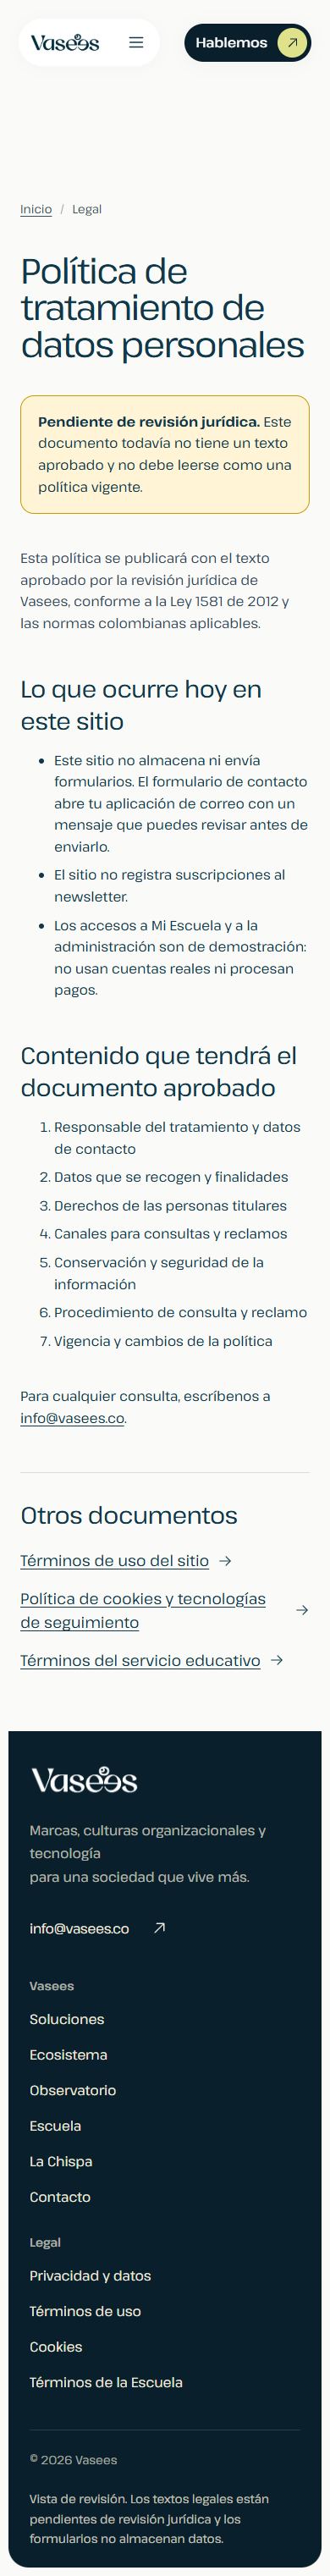 Vasees
Hablemos
Inicio / Legal
Política de
tratamiento de
datos personales
Pendiente de revisión jurídica. Este
documento todavía no tiene un texto
aprobado y no debe leerse como una
política vigente.
Esta política se publicará con el texto
aprobado por la revisión jurídica de
Vasees, conforme a la Ley 1581 de 2012 y
las normas colombianas aplicables.
Lo que ocurre hoy en
este sitio
Este sitio no almacena ni envía
formularios. El formulario de contacto
abre tu aplicación de correo con un
mensaje que puedes revisar antes de
enviarlo.
El sitio no registra suscripciones al
newsletter.
Los accesos a Mi Escuela y a la
administración son de demostración:
no usan cuentas reales ni procesan
pagos.
Contenido que tendrá el
documento aprobado
1. Responsable del tratamiento y datos
de contacto
2. Datos que se recogen y finalidades
3. Derechos de las personas titulares
4. Canales para consultas y reclamos
5. Conservación y seguridad de la
información
6. Procedimiento de consulta y reclamo
7. Vigencia y cambios de la política
Para cualquier consulta, escríbenos a
info@vasees.co.
Otros documentos
Términos de uso del sitio
Política de cookies y tecnologías
de seguimiento
Términos del servicio educativo
Vasees
Marcas, culturas organizacionales y
tecnología
para una sociedad que vive más.
info@vasees.co
Vasees
Soluciones
Ecosistema
Observatorio
Escuela
La Chispa
Contacto
Legal
Privacidad y datos
Términos de uso
Cookies
Términos de la Escuela
© 2026 Vasees
Vista de revisión. Los textos legales están
pendientes de revisión jurídica y los
formularios no almacenan datos.